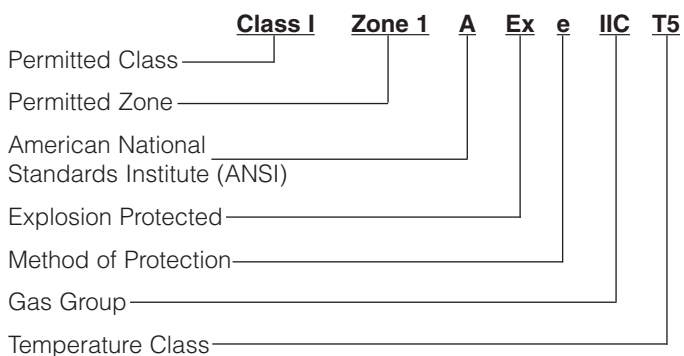 Class I Zone 1 A Ex e IIC T5
Permitted Class
Permitted Zone
American National
Standards Institute (ANSI)
Explosion Protected
Method of Protection
Gas Group
Temperature Class